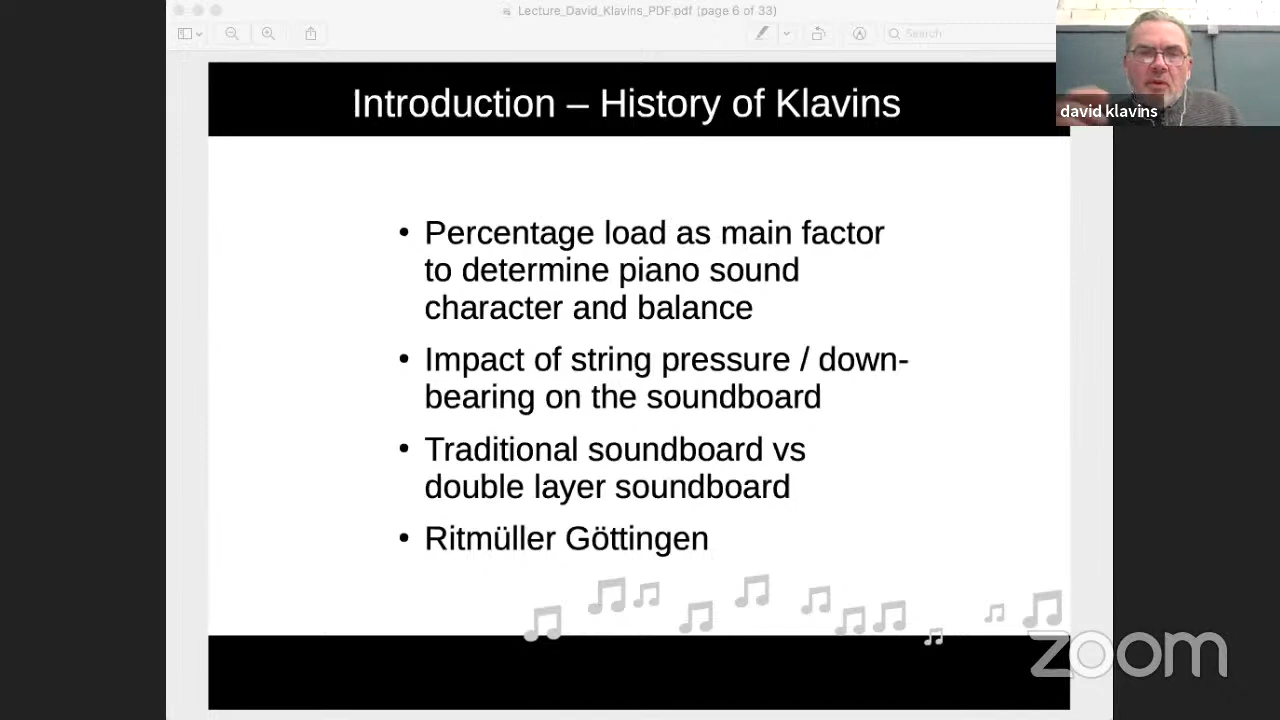 Lecture_David_Klavins_PDF.pdf (page 6 of 33)
Search
Introduction – History of Klavins
david klavins
• Percentage load as main factor
to determine piano sound
character and balance
• Impact of string pressure / down-
bearing on the soundboard
• Traditional soundboard vs
double layer soundboard
• Ritmüller Göttingen
zoom